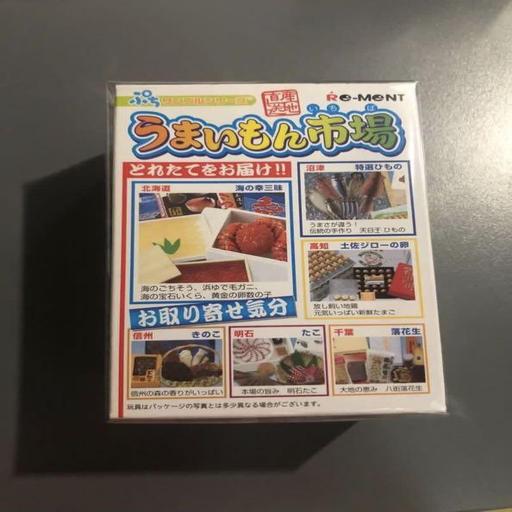 ぷち サンプルシリーズ
産地直送
RE-MENT
いちば
うまいもん市場
とれたてをお届け!!
北海道 海の幸三昧
海のごちそう、浜ゆで毛ガニ、
海の宝石いくら、黄金の卵数の子
沼津 特選ひもの
うまさが違う!
伝統の手作り 天日干 ひもの
高知 土佐ジローの卵
放し飼い地鶏
元気いっぱい新鮮たまご
お取り寄せ気分
信州 きのこ
信州の森の香りがいっぱい
明石 たこ
本場の旨み 明石たこ
千葉 落花生
大地の恵み 八街落花生
玩具はパッケージの写真とは多少異なる場合がございます。